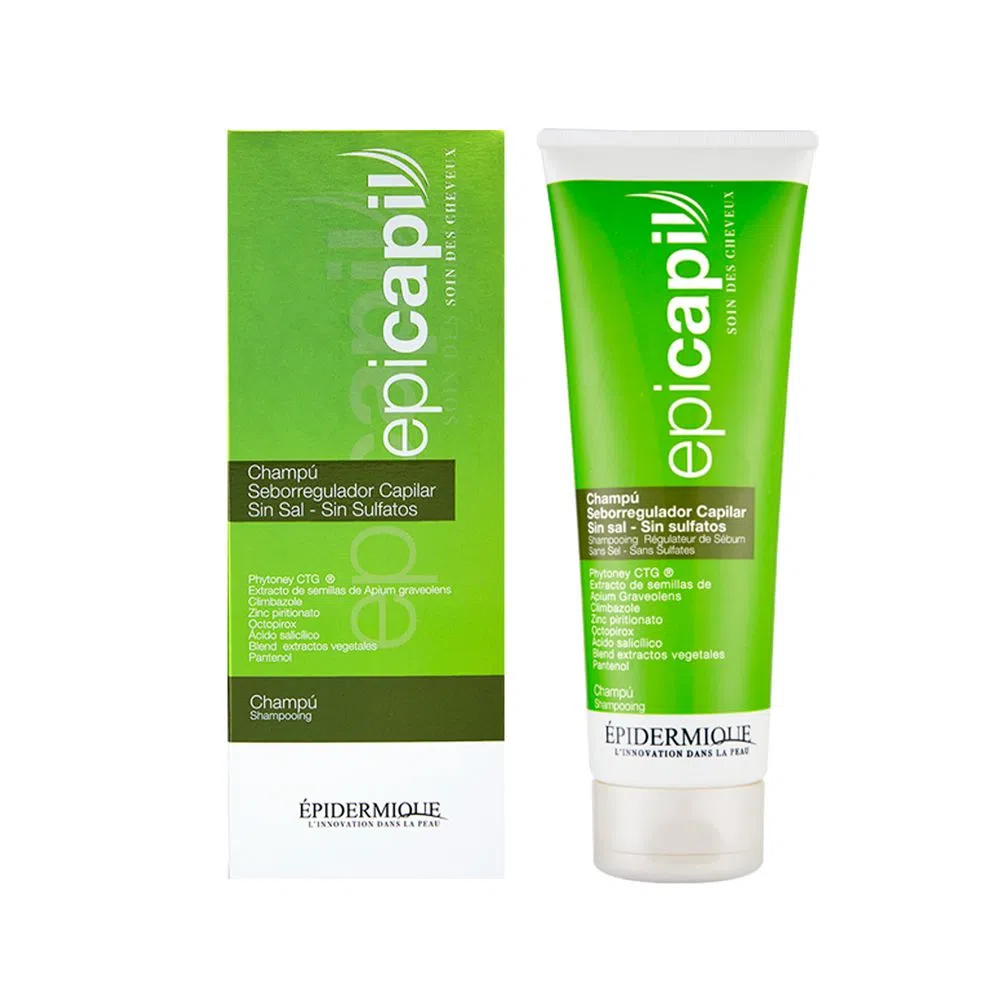 epicapil
SOIN DES CHEVEUX
epicapil
SOIN DES
Champú
Seborregulador Capilar
Sin Sal - Sin Sulfatos
Phytoney CTG ®
Extracto de semillas de Apium graveolens
Climbazole
Zinc piritionato
Octopirox
Ácido salicílico
Blend extractos vegetales
Pantenol
Champú
Shampooing
ÉPIDERMIQUE
L'INNOVATION DANS LA PEAU
epicapil
SOIN DES CHEVEUX
Champú
Seborregulador Capilar
Sin sal - Sin sulfatos
Shampooing Régulateur de Sébum
Sans Sel - Sans Sulfates
Phytoney CTG ®
Extracto de semillas de
Apium Graveolens
Climbazole
Zinc piritionato
Octopirox
Ácido salicílico
Blend extractos vegetales
Pantenol
Champú
Shampooing
ÉPIDERMIQUE
L'INNOVATION DANS LA PEAU